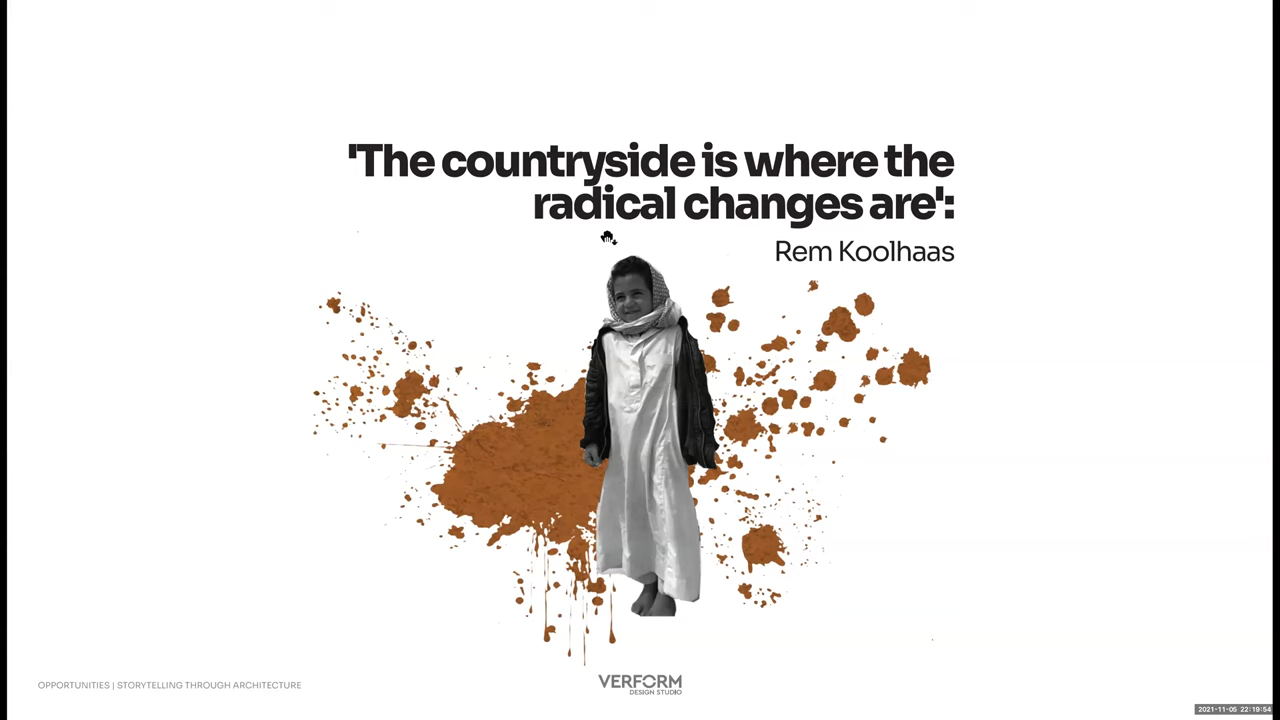 'The countryside is where the
radical changes are':
Rem Koolhaas
OPPORTUNITIES | STORYTELLING THROUGH ARCHITECTURE
VERFORM
DESIGN STUDIO
2021-11-05 22:19:54